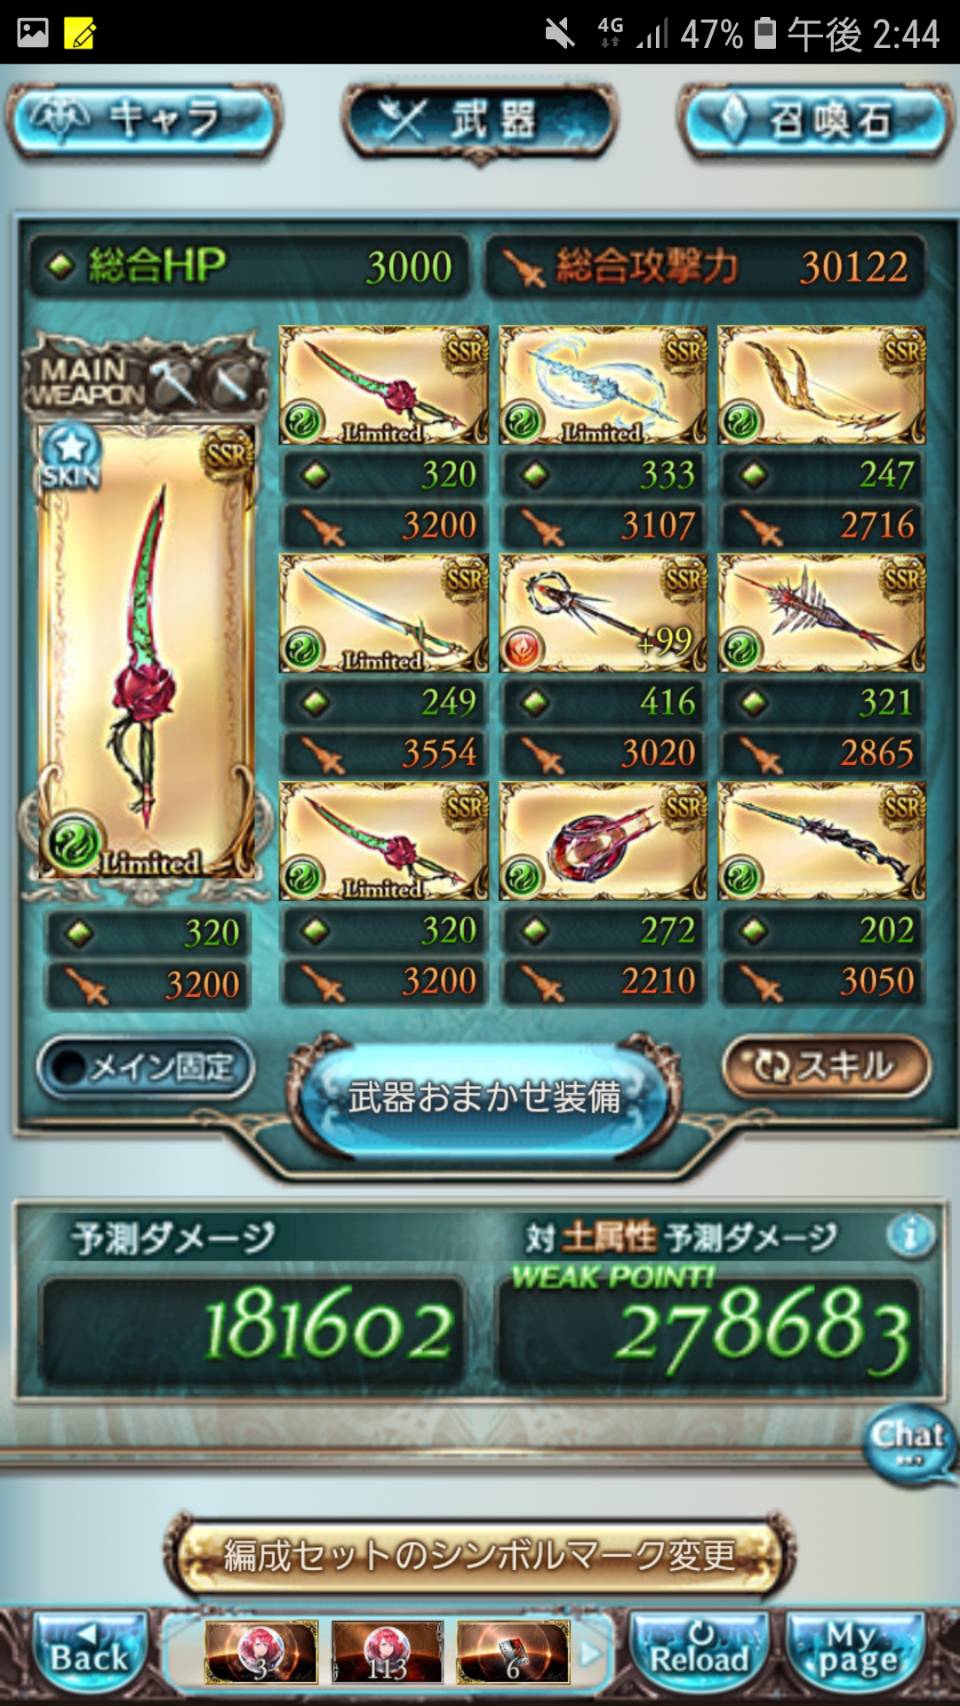 4G 47% 午後 2:44
キャラ 武器 召喚石
総合HP 3000 総合攻撃力 30122
MAIN
WEAPON
SSR SSR SSR
Limited Limited
320 333 247
3200 3107 2716
SKIN SSR
SSR SSR SSR
Limited +99
249 416 321
3554 3020 2865
SSR SSR SSR
Limited Limited
320 320 272 202
3200 3200 2210 3050
メイン固定 武器おまかせ装備 スキル
予測ダメージ 対 土属性 予測ダメージ i
WEAK POINT!
181602 278683
Chat
編成セットのシンボルマーク変更
Back 3 113 6 Reload My page